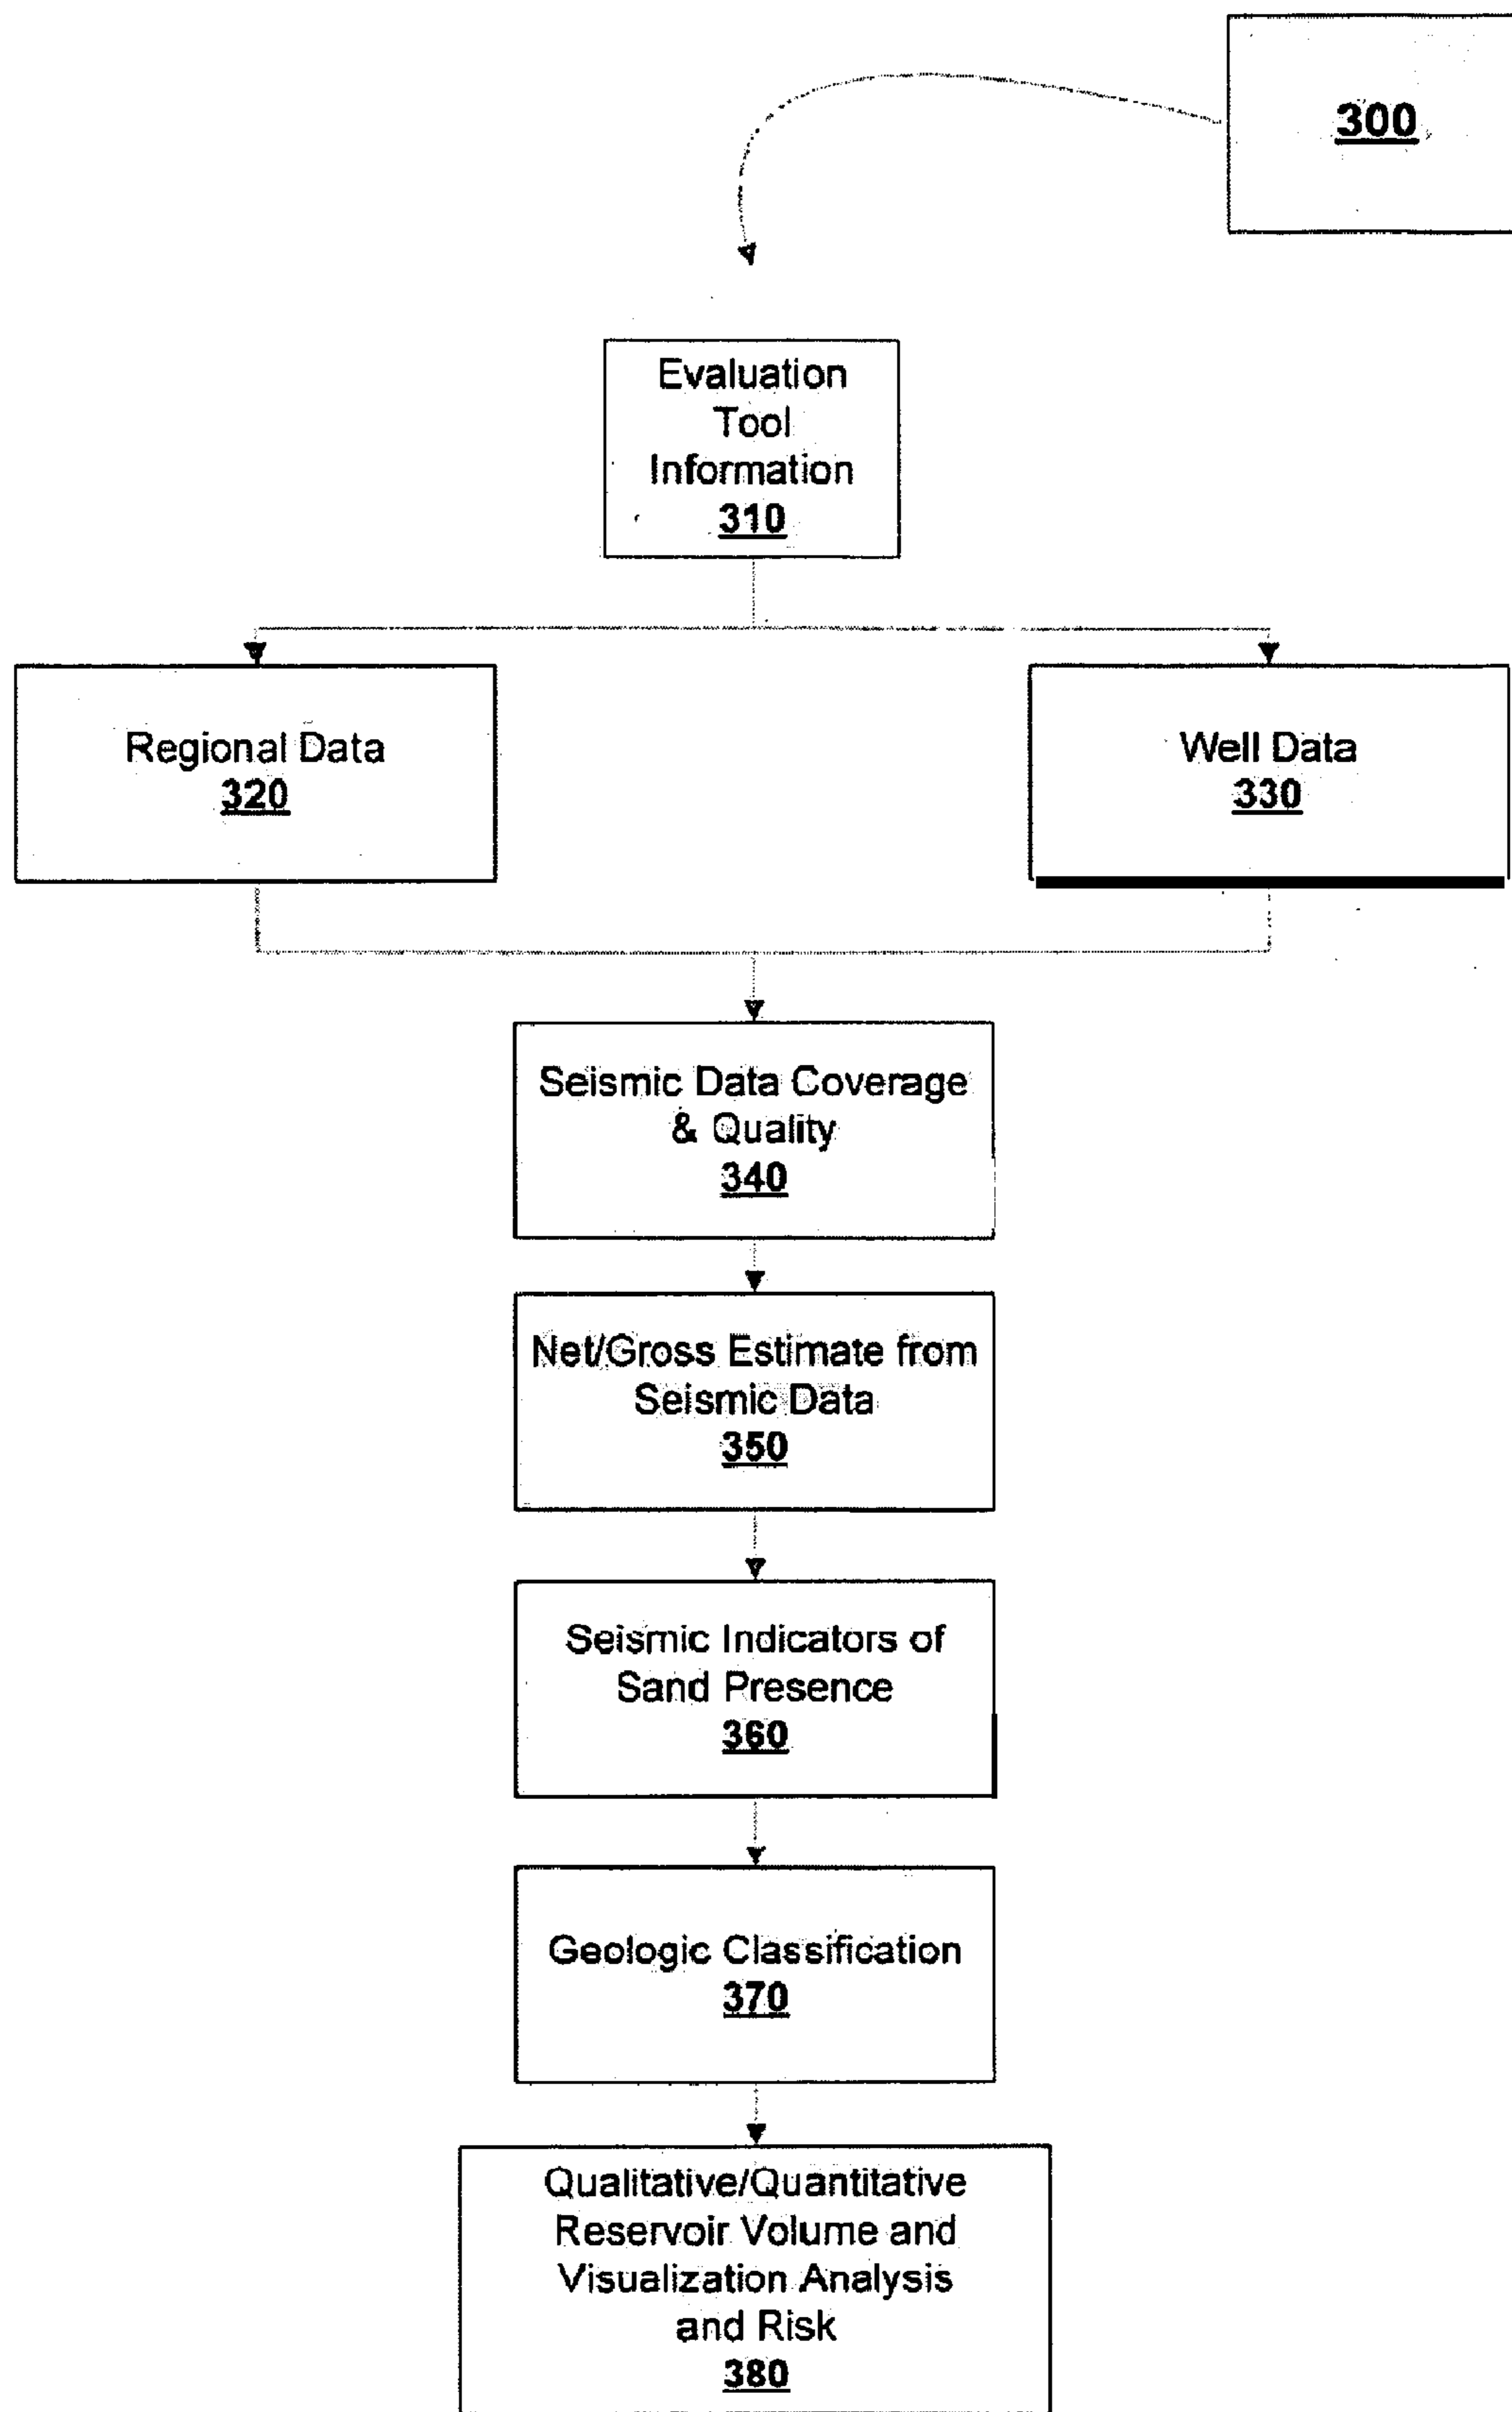 300
Evaluation
Tool
Information
310
Regional Data
320
Well Data
330
Seismic Data Coverage
& Quality
340
Net/Gross Estimate from
Seismic Data
350
Seismic Indicators of
Sand Presence
360
Geologic Classification
370
Qualitative/Quantitative
Reservoir Volume and
Visualization Analysis
and Risk
380